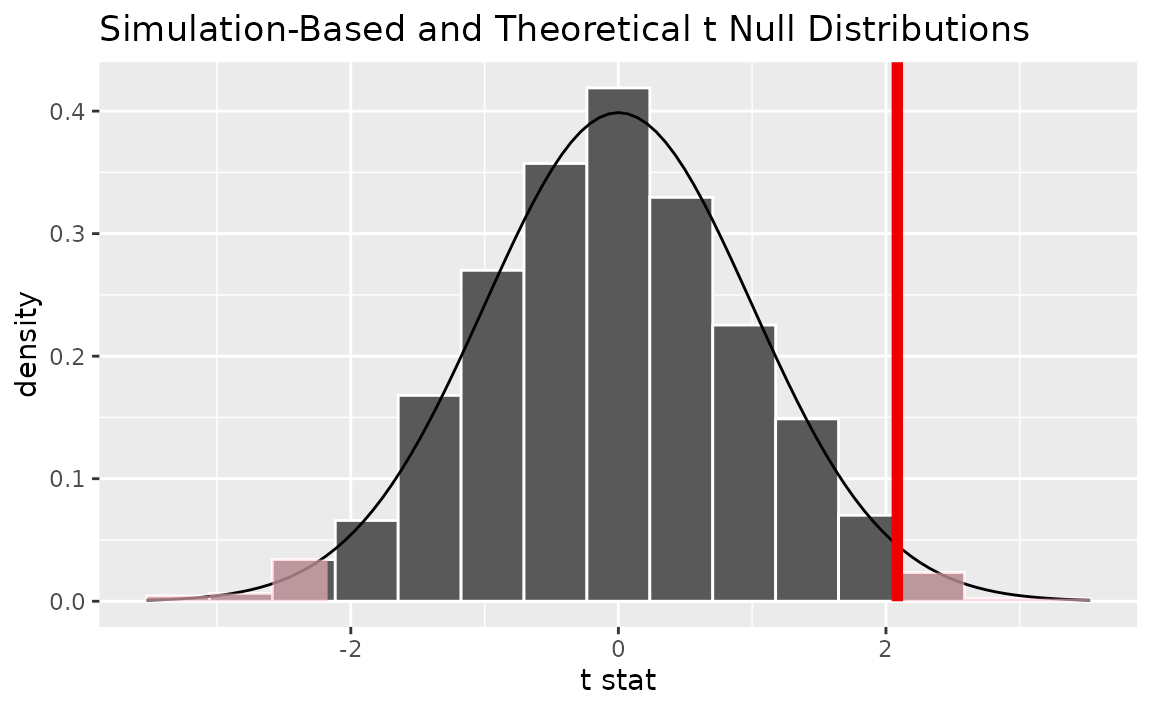 Simulation-Based and Theoretical t Null Distributions
0.4
0.3
0.2
0.1
0.0
density
-2 0 2
t stat